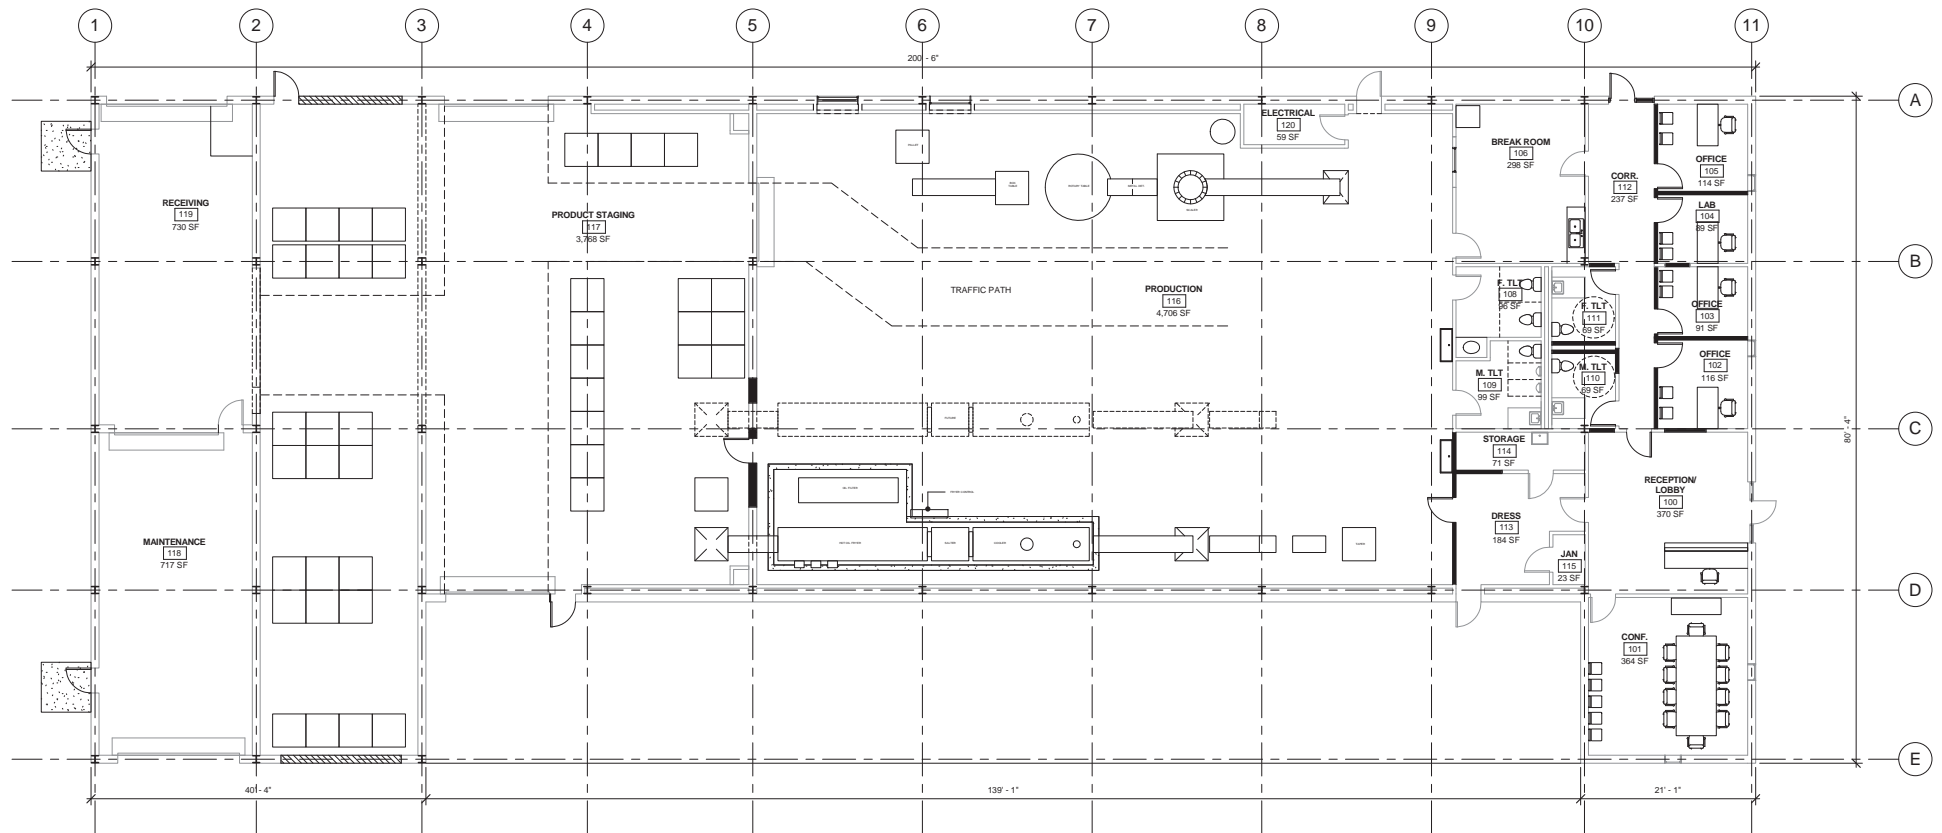 1 2 3 4 5 6 7 8 9 10 11
200' - 6"
A
ELECTRICAL
120
59 SF
BREAK ROOM
106
298 SF
OFFICE
105
114 SF
CORR.
112
237 SF
RECEIVING
119
730 SF
PRODUCT STAGING
117
3,768 SF
LAB
104
89 SF
B
TRAFFIC PATH
PRODUCTION
116
4,706 SF
F. TLT
108
96 SF
F. TLT
111
69 SF
OFFICE
103
91 SF
OFFICE
102
116 SF
M. TLT
109
99 SF
M. TLT
110
69 SF
C
80' - 4"
STORAGE
114
71 SF
RECEPTION/
LOBBY
100
370 SF
DRESS
113
184 SF
MAINTENANCE
118
717 SF
JAN
115
23 SF
D
CONF.
101
364 SF
E
40' - 4"
139' - 1"
21' - 1"